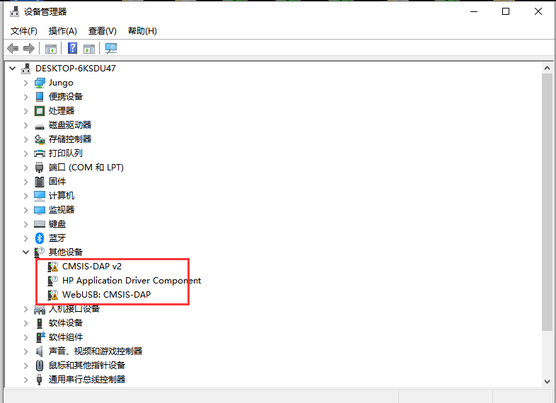 设备管理器
文件(F) 操作(A) 查看(V) 帮助(H)
DESKTOP-6KSDU47
Jungo
便携设备
处理器
磁盘驱动器
存储控制器
打印队列
端口 (COM 和 LPT)
固件
计算机
监视器
键盘
蓝牙
其他设备
CMSIS-DAP v2
HP Application Driver Component
WebUSB: CMSIS-DAP
人机接口设备
软件设备
软件组件
声音、视频和游戏控制器
鼠标和其他指针设备
通用串行总线控制器